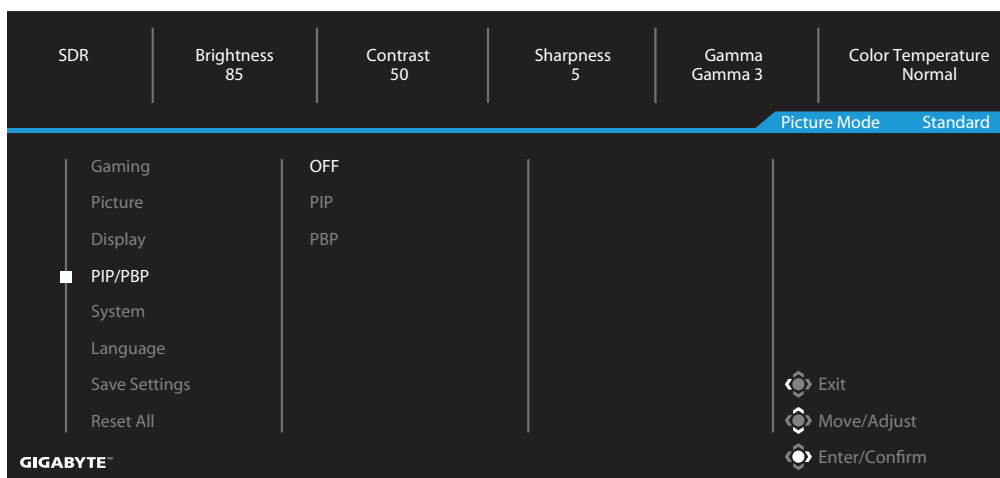 SDR
Brightness
85
Contrast
50
Sharpness
5
Gamma
Gamma 3
Color Temperature
Normal
Picture Mode Standard
Gaming
Picture
Display
PIP/PBP
System
Language
Save Settings
Reset All
OFF
PIP
PBP
Exit
Move/Adjust
Enter/Confirm
GIGABYTE™